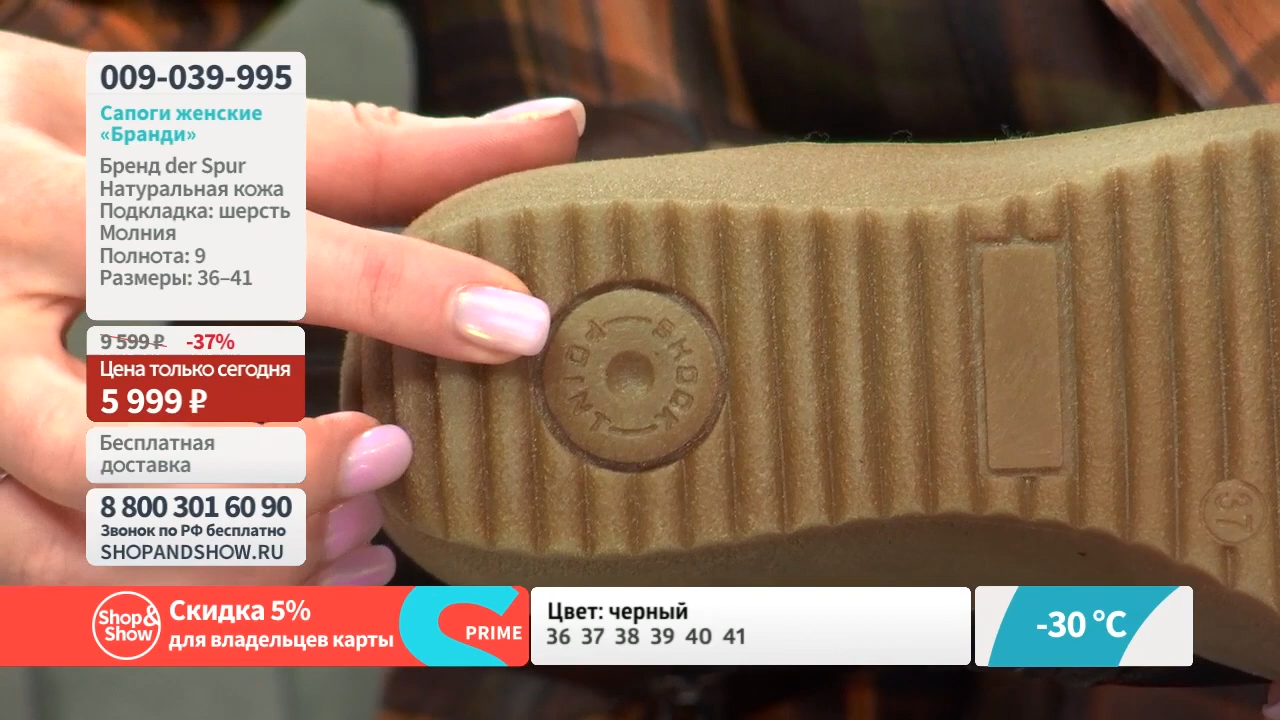 009-039-995
Сапоги женские
«Бранди»
Бренд der Spur
Натуральная кожа
Подкладка: шерсть
Молния
Полнота: 9
Размеры: 36–41
9 599 ₽ -37%
Цена только сегодня
5 999 ₽
Бесплатная
доставка
8 800 301 60 90
Звонок по РФ бесплатно
SHOPANDSHOW.RU
SHOCK
POINT
37
Shop&
Show
Скидка 5%
для владельцев карты
PRIME
Цвет: черный
36 37 38 39 40 41
-30 °C